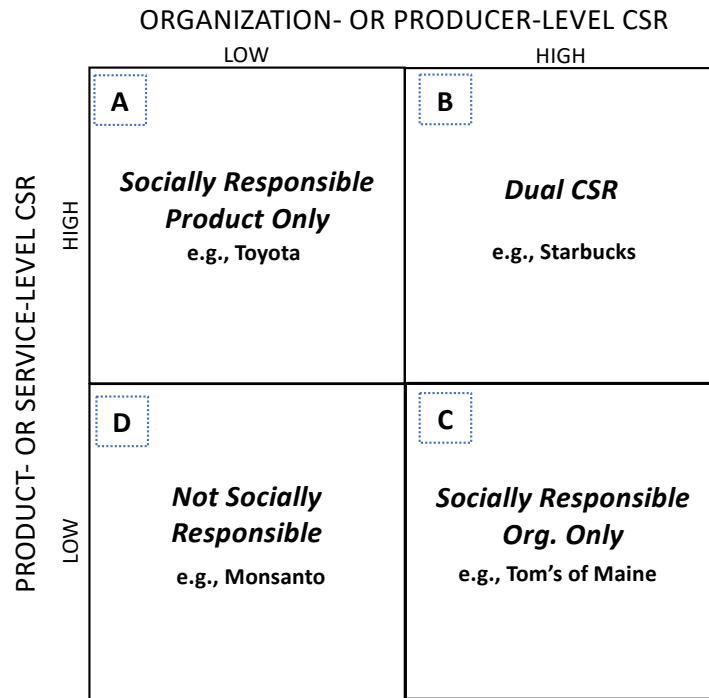 ORGANIZATION- OR PRODUCER-LEVEL CSR
LOW
HIGH
PRODUCT- OR SERVICE-LEVEL CSR
HIGH
LOW
A
Socially Responsible
Product Only
e.g., Toyota
B
Dual CSR
e.g., Starbucks
D
Not Socially
Responsible
e.g., Monsanto
C
Socially Responsible
Org. Only
e.g., Tom’s of Maine